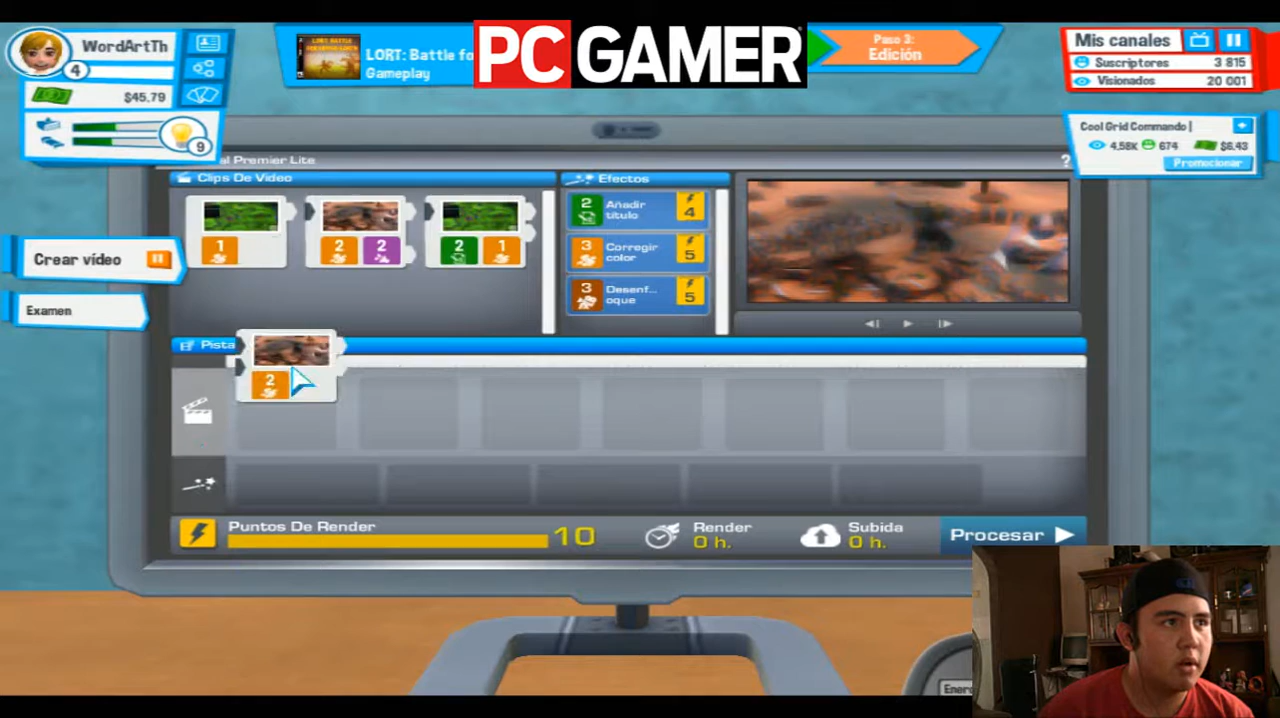 WordArtTh
4
$45.79
9
LORT: Battle fo
Gameplay
PC GAMER
Paso 3:
Edición
Mis canales
Suscriptores 3 815
Visionados 20 001
Cool Grid Commando |
4.58K 674 $6.43
Promocionar
al Premier Lite
?
Clips De Video
Efectos
1
2 2
2 1
2 Añadir título 4
3 Corregir color 5
3 Desenf... oque 5
Crear vídeo
Examen
Pista
2
Puntos De Render
10
Render
0 h.
Subida
0 h.
Procesar
Ener